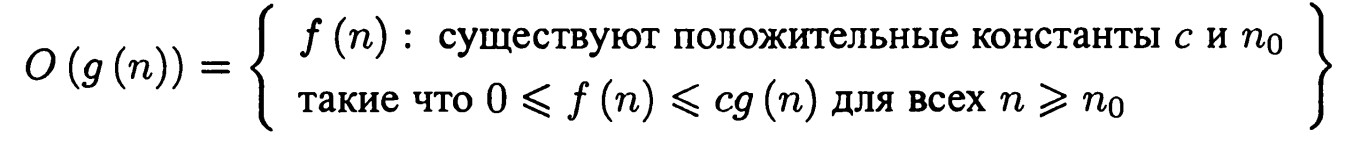 O (g (n)) = { f (n) : существуют положительные константы c и n₀
такие что 0 ⩽ f (n) ⩽ cg (n) для всех n ⩾ n₀ }